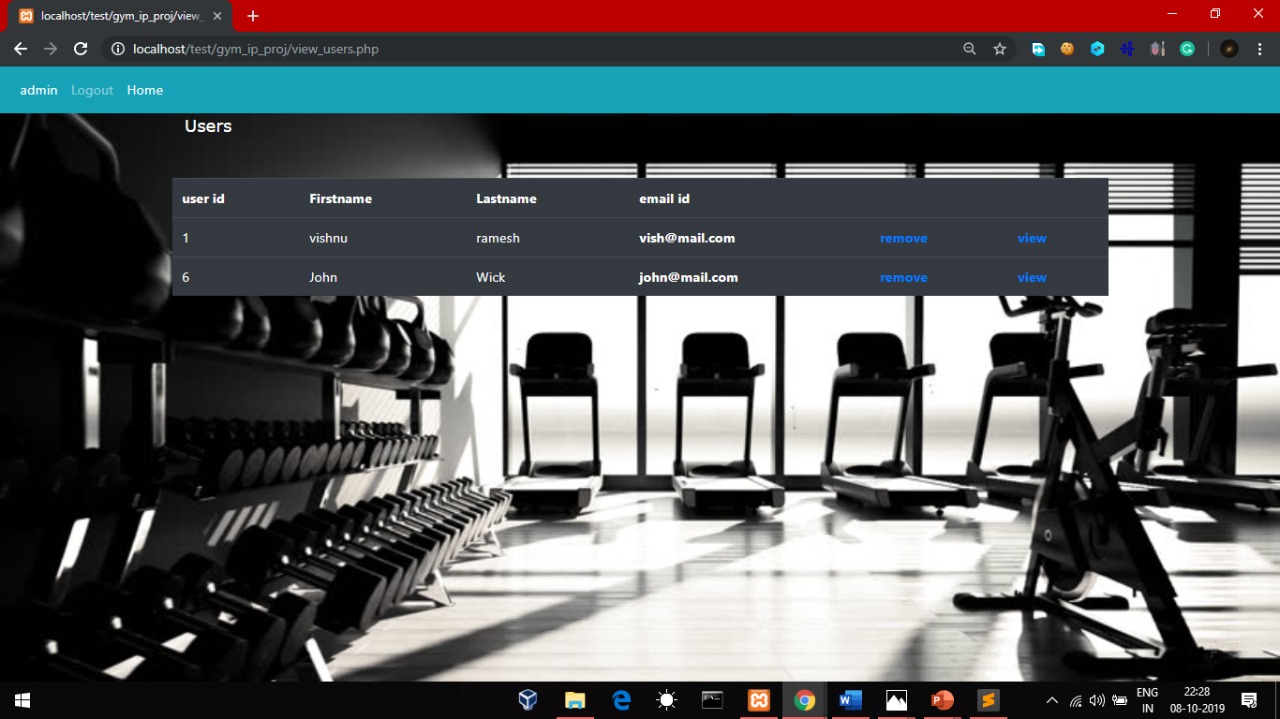 localhost/test/gym_ip_proj/view_
localhost/test/gym_ip_proj/view_users.php
admin Logout Home
Users
user id Firstname Lastname email id
1 vishnu ramesh vish@mail.com remove view
6 John Wick john@mail.com remove view
ENG 22:28
IN 08-10-2019